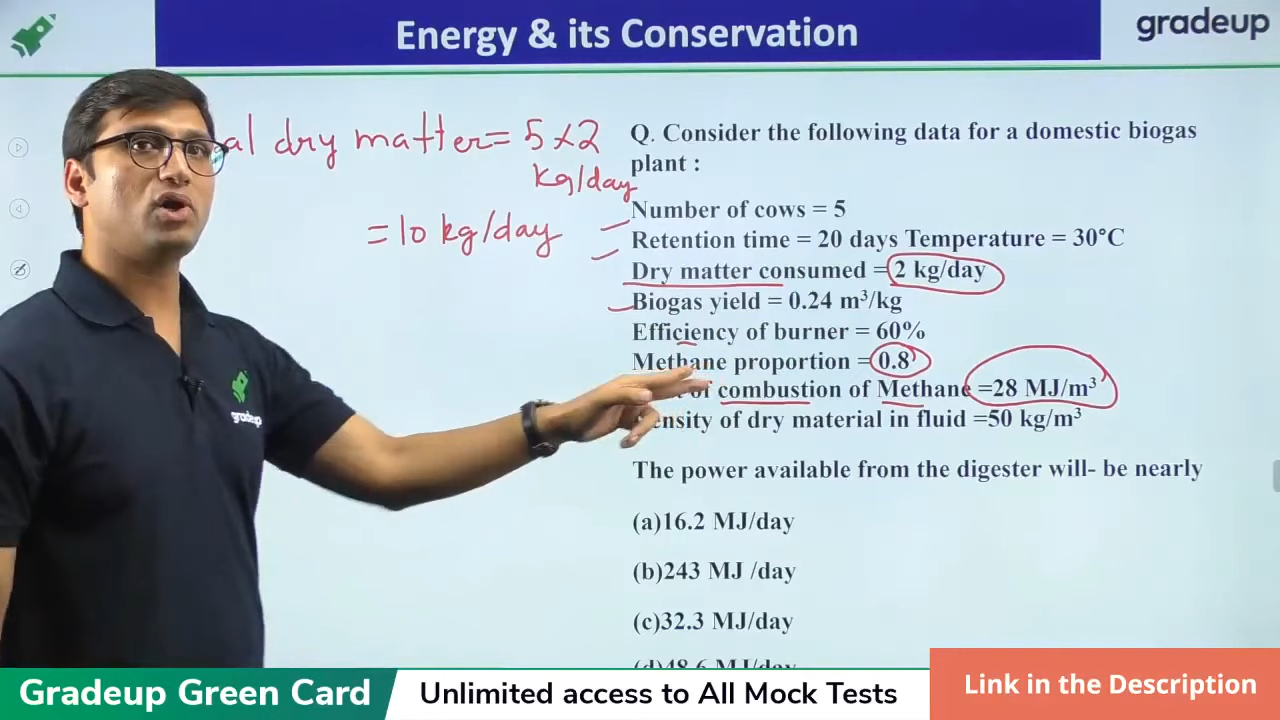 Energy & its Conservation
gradeup
al dry matter = 5 x 2
kg/day
= 10 kg/day
Q. Consider the following data for a domestic biogas
plant :
Number of cows = 5
Retention time = 20 days Temperature = 30°C
Dry matter consumed = 2 kg/day
Biogas yield = 0.24 m³/kg
Efficiency of burner = 60%
Methane proportion = 0.8
of combustion of Methane =28 MJ/m³
ensity of dry material in fluid =50 kg/m³
The power available from the digester will- be nearly
(a)16.2 MJ/day
(b)243 MJ /day
(c)32.3 MJ/day
(d)48.6 MJ/day
gradeup
Gradeup Green Card
Unlimited access to All Mock Tests
Link in the Description